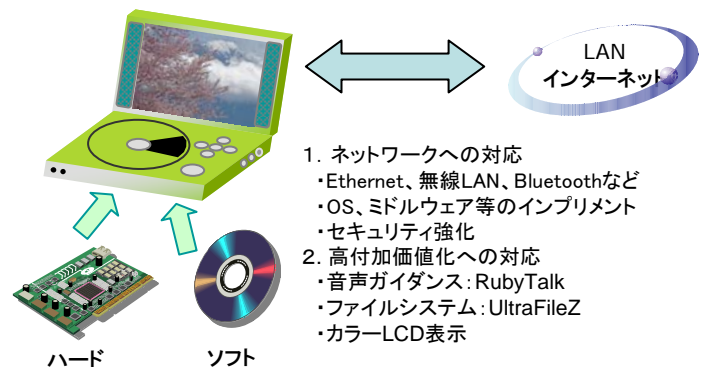 LAN
インターネット
1．ネットワークへの対応
・Ethernet、無線LAN、Bluetoothなど
・OS、ミドルウェア等のインプリメント
・セキュリティ強化
2．高付加価値化への対応
・音声ガイダンス：RubyTalk
・ファイルシステム：UltraFileZ
・カラーLCD表示
ハード
ソフト